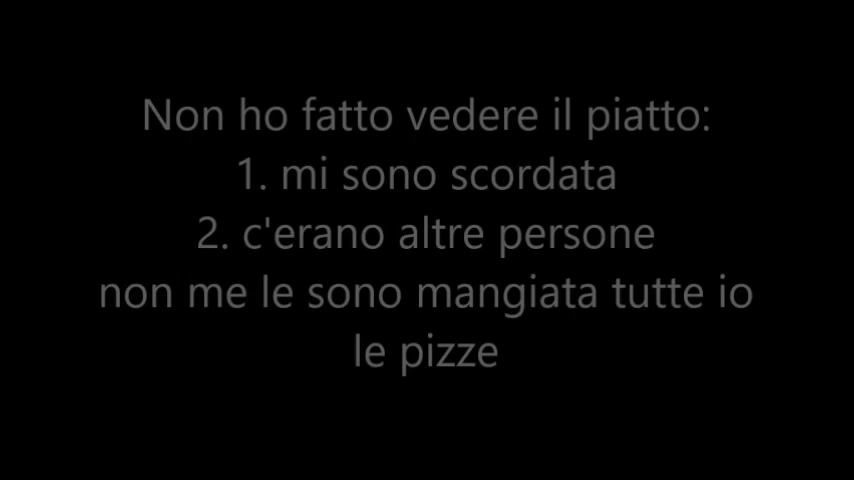 Non ho fatto vedere il piatto:
1. mi sono scordata
2. c'erano altre persone
non me le sono mangiata tutte io
le pizze